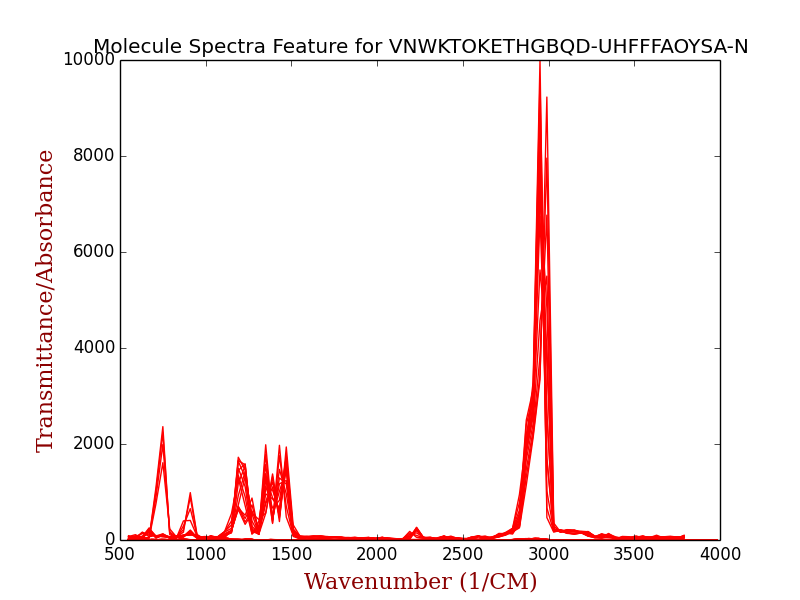 Molecule Spectra Feature for VNWKTOKETHGBQD-UHFFFAOYSA-N
10000
8000
6000
4000
2000
0
Transmittance/Absorbance
500 1000 1500 2000 2500 3000 3500 4000
Wavenumber (1/CM)